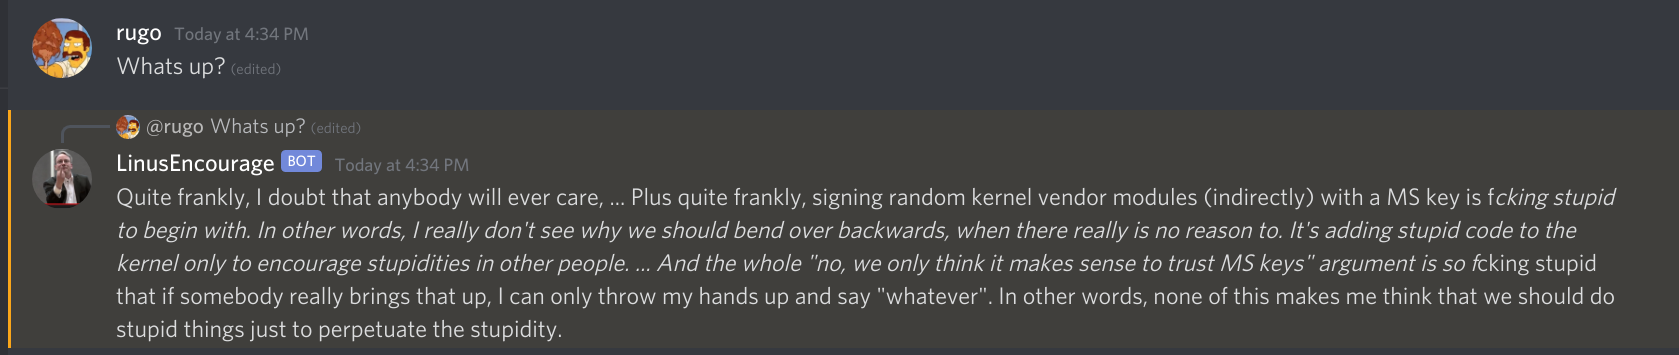 rugo Today at 4:34 PM
Whats up? (edited)
@rugo Whats up? (edited)
LinusEncourage BOT Today at 4:34 PM
Quite frankly, I doubt that anybody will ever care, ... Plus quite frankly, signing random kernel vendor modules (indirectly) with a MS key is fcking stupid
to begin with. In other words, I really don't see why we should bend over backwards, when there really is no reason to. It's adding stupid code to the
kernel only to encourage stupidities in other people. ... And the whole "no, we only think it makes sense to trust MS keys" argument is so fcking stupid
that if somebody really brings that up, I can only throw my hands up and say "whatever". In other words, none of this makes me think that we should do
stupid things just to perpetuate the stupidity.